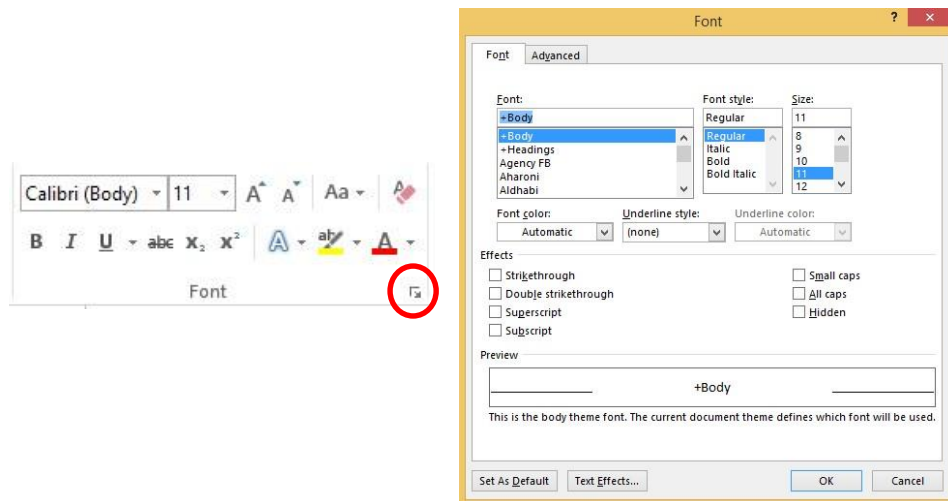 Calibri (Body) 11 A A Aa A
B I U abc x₂ x² A ab A
Font
Font ? ×
Font Advanced
Font: Font style: Size:
+Body Regular 11
+Body Regular 8
+Headings Italic 9
Agency FB Bold 10
Aharoni Bold Italic 11
Aldhabi 12
Font color: Underline style: Underline color:
Automatic (none) Automatic
Effects
Strikethrough Small caps
Double strikethrough All caps
Superscript Hidden
Subscript
Preview
+Body
This is the body theme font. The current document theme defines which font will be used.
Set As Default Text Effects... OK Cancel